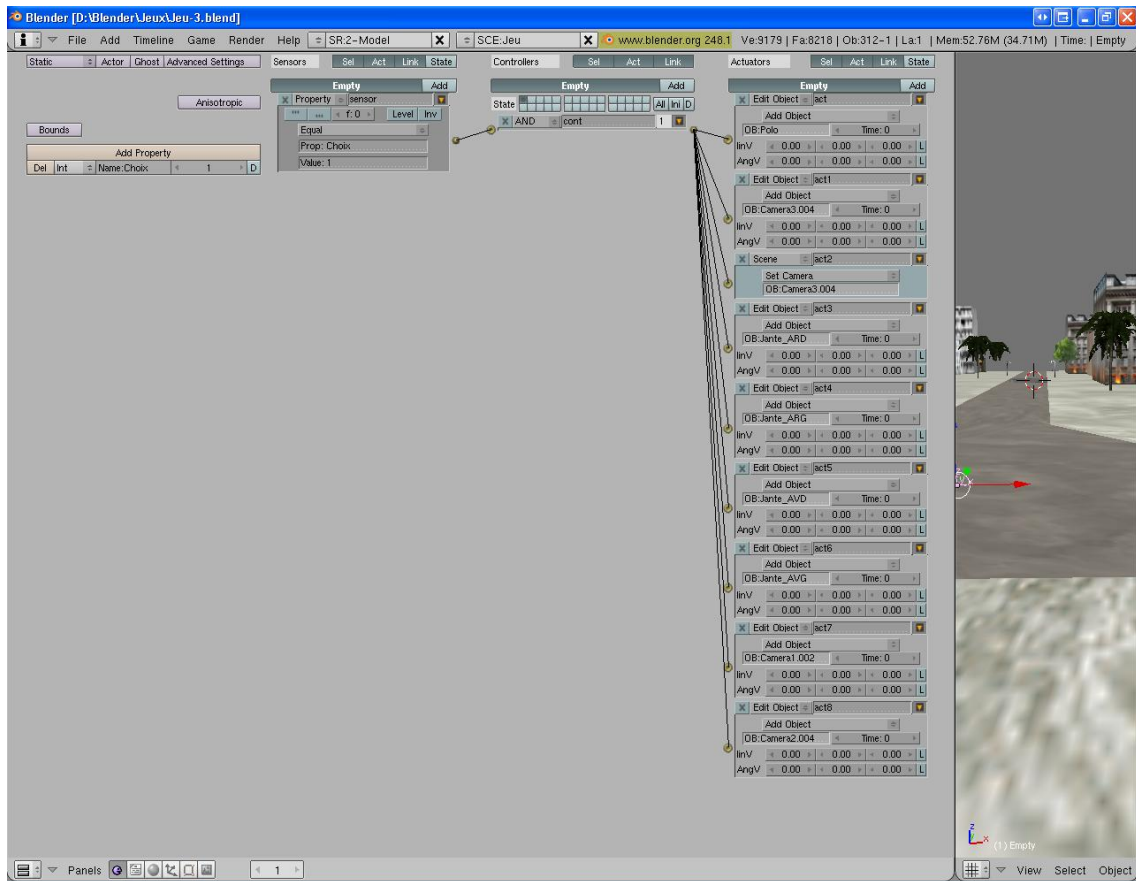 Blender [D:\Blender\Jeux\Jeu-3.blend]
File Add Timeline Game Render Help SR:2-Model X SCE:Jeu X www.blender.org 248.1 Ve:9179 | Fa:8218 | Ob:312-1 | La:1 | Mem:52.76M (34.71M) | Time: | Empty
Static Actor Ghost Advanced Settings Sensors Sel Act Link State Controllers Sel Act Link Actuators Sel Act Link State
Empty Add Empty Add Empty Add
Anisotropic X Property sensor State All Ini D X Edit Object act
f: 0 Level Inv X AND cont 1 Add Object
Bounds Equal OB:Polo Time: 0
Add Property Prop: Choix linV 0.00 0.00 0.00 L
Del Int Name:Choix 1 D Value: 1 AngV 0.00 0.00 0.00 L
X Edit Object act1
Add Object
OB:Camera3.004 Time: 0
linV 0.00 0.00 0.00 L
AngV 0.00 0.00 0.00 L
X Scene act2
Set Camera
OB:Camera3.004
X Edit Object act3
Add Object
OB:Jante_ARD Time: 0
linV 0.00 0.00 0.00 L
AngV 0.00 0.00 0.00 L
X Edit Object act4
Add Object
OB:Jante_ARG Time: 0
linV 0.00 0.00 0.00 L
AngV 0.00 0.00 0.00 L
X Edit Object act5
Add Object
OB:Jante_AVD Time: 0
linV 0.00 0.00 0.00 L
AngV 0.00 0.00 0.00 L
X Edit Object act6
Add Object
OB:Jante_AVG Time: 0
linV 0.00 0.00 0.00 L
AngV 0.00 0.00 0.00 L
X Edit Object act7
Add Object
OB:Camera1.002 Time: 0
linV 0.00 0.00 0.00 L
AngV 0.00 0.00 0.00 L
X Edit Object act8
Add Object
OB:Camera2.004 Time: 0
linV 0.00 0.00 0.00 L
AngV 0.00 0.00 0.00 L
z
x
(1) Empty
Panels 1 View Select Object